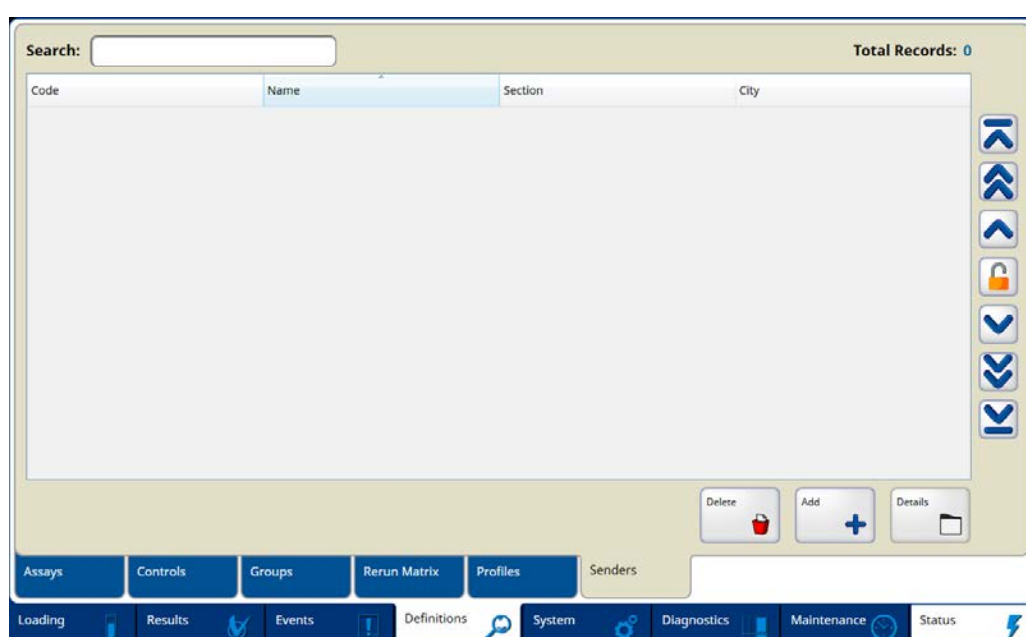 Search:
Total Records: 0
Code Name Section City
Delete Add Details
Assays Controls Groups Rerun Matrix Profiles Senders
Loading Results Events Definitions System Diagnostics Maintenance Status